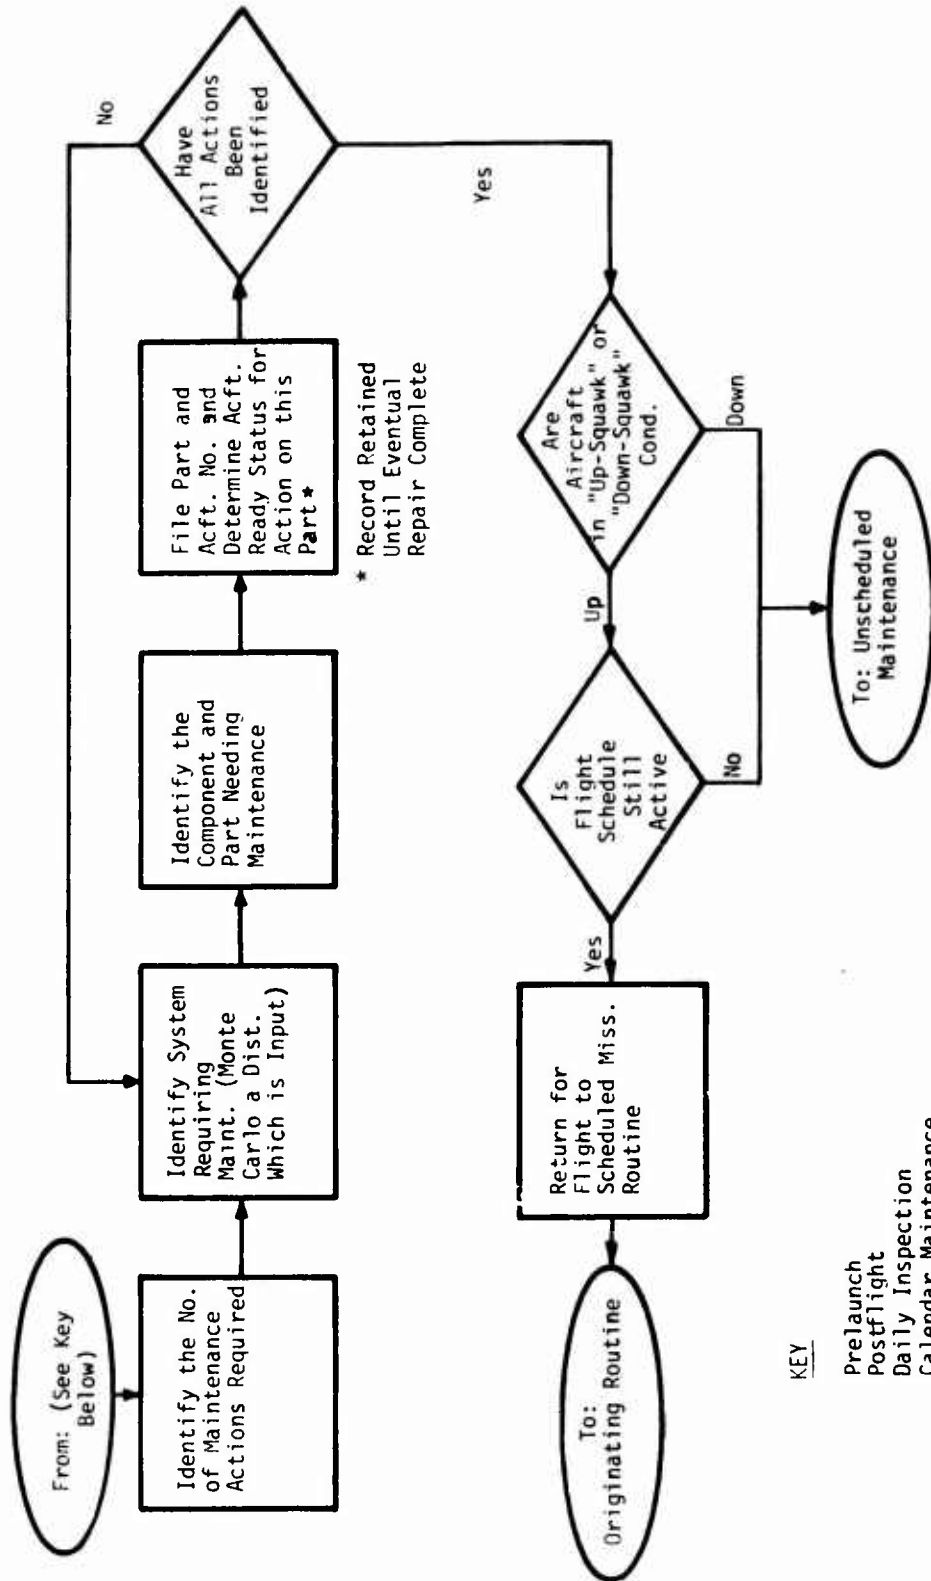 From: (See Key
Below)
Identify the No.
of Maintenance
Actions Required
Identify System
Requiring
Maint. (Monte
Carlo a Dist.
Which is Input)
Identify the
Component and
Part Needing
Maintenance
File Part and
Acft. No. and
Determine Acft.
Ready Status for
Action on this
Part*
* Record Retained
Until Eventual
Repair Complete
Have
All Actions
Been
Identified
No
Yes
Are
Aircraft
in "Up-Squawk" or
"Down-Squawk"
Cond.
Up
Down
Is
Flight
Schedule
Still
Active
Yes
No
To: Unscheduled
Maintenance
Return for
Flight to
Scheduled Miss.
Routine
To:
Originating Routine
KEY
Prelaunch
Postflight
Daily Inspection
Calendar Maintenance